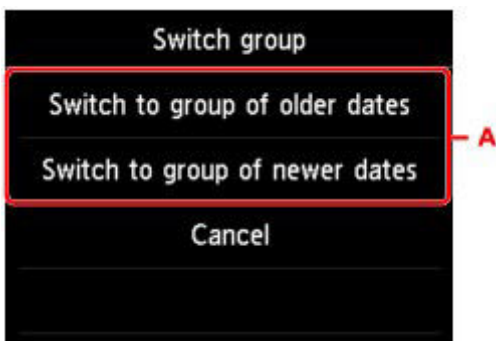 Switch group
Switch to group of older dates
A
Switch to group of newer dates
Cancel